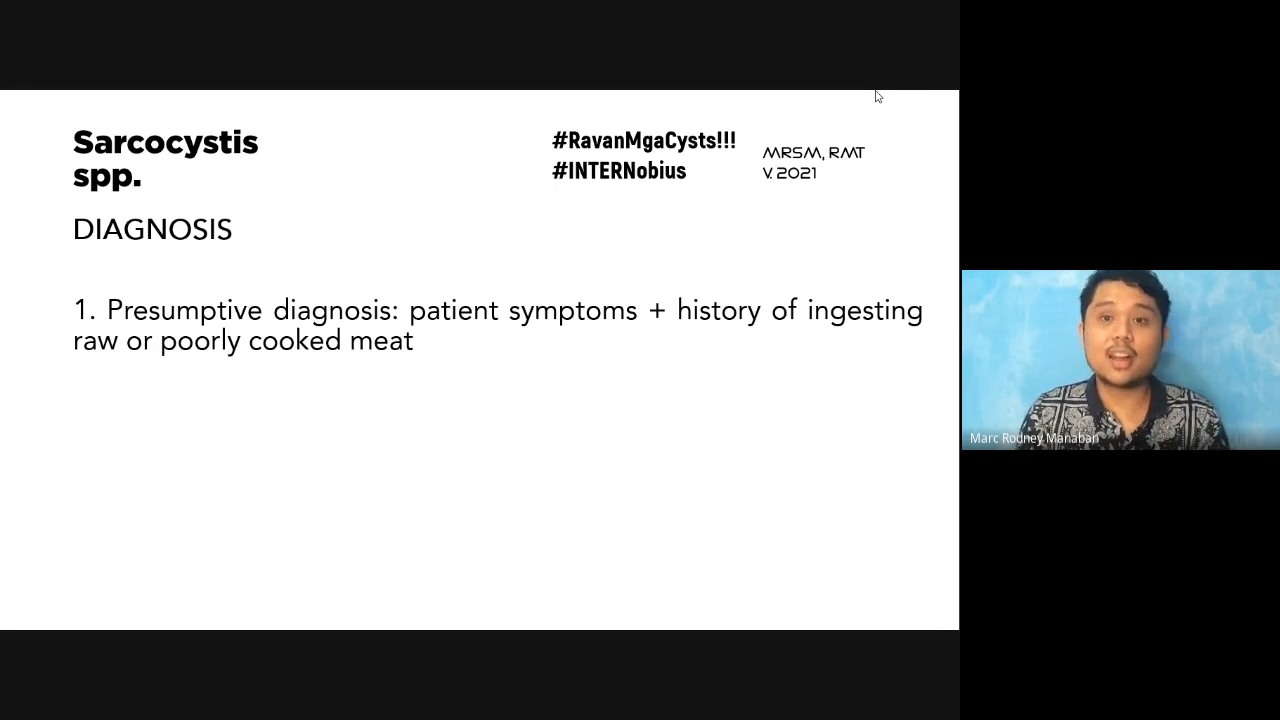 Sarcocystis
spp.
#RavanMgaCysts!!!
#INTERNobius
MRSM, RMT
V. 2021
DIAGNOSIS
1. Presumptive diagnosis: patient symptoms + history of ingesting
raw or poorly cooked meat
Marc Rodney Manaban